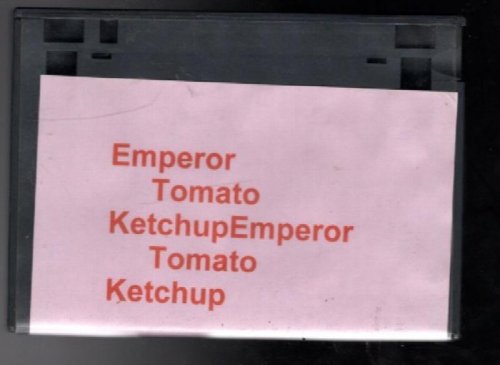 Emperor
Tomato
KetchupEmperor
Tomato
Ketchup